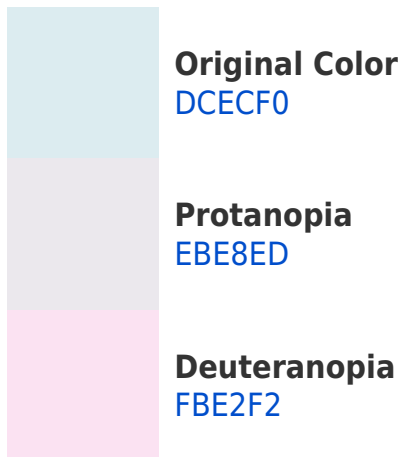 Original Color
DCECF0
Protanopia
EBE8ED
Deuteranopia
FBE2F2